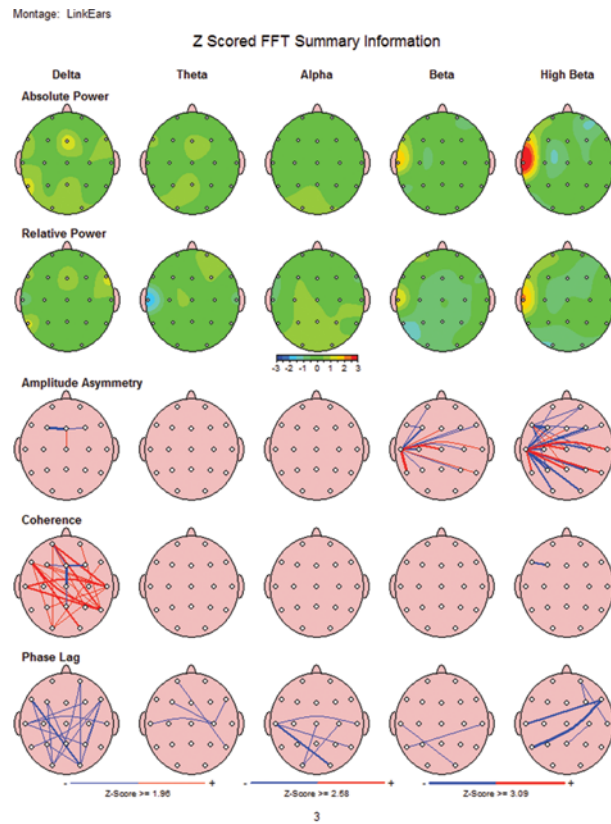 Montage: LinkEars
Z Scored FFT Summary Information
Delta Theta Alpha Beta High Beta
Absolute Power
Relative Power
-3 -2 -1 0 1 2 3
Amplitude Asymmetry
Coherence
Phase Lag
- + - + - +
Z-Score >= 1.96 Z-Score >= 2.58 Z-Score >= 3.09
3